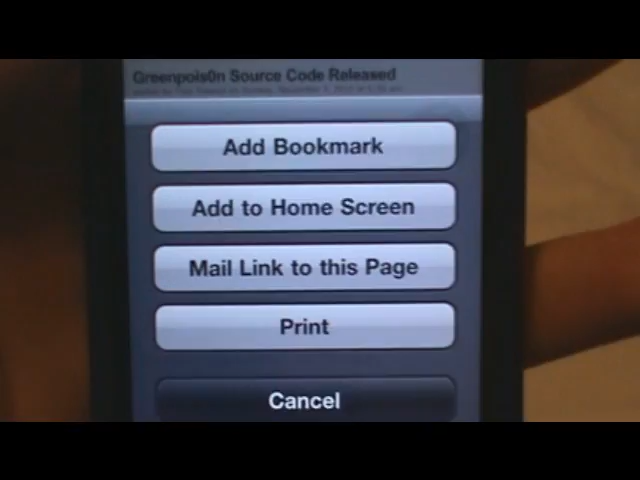 Greenpois0n Source Code Released
Add Bookmark
Add to Home Screen
Mail Link to this Page
Print
Cancel